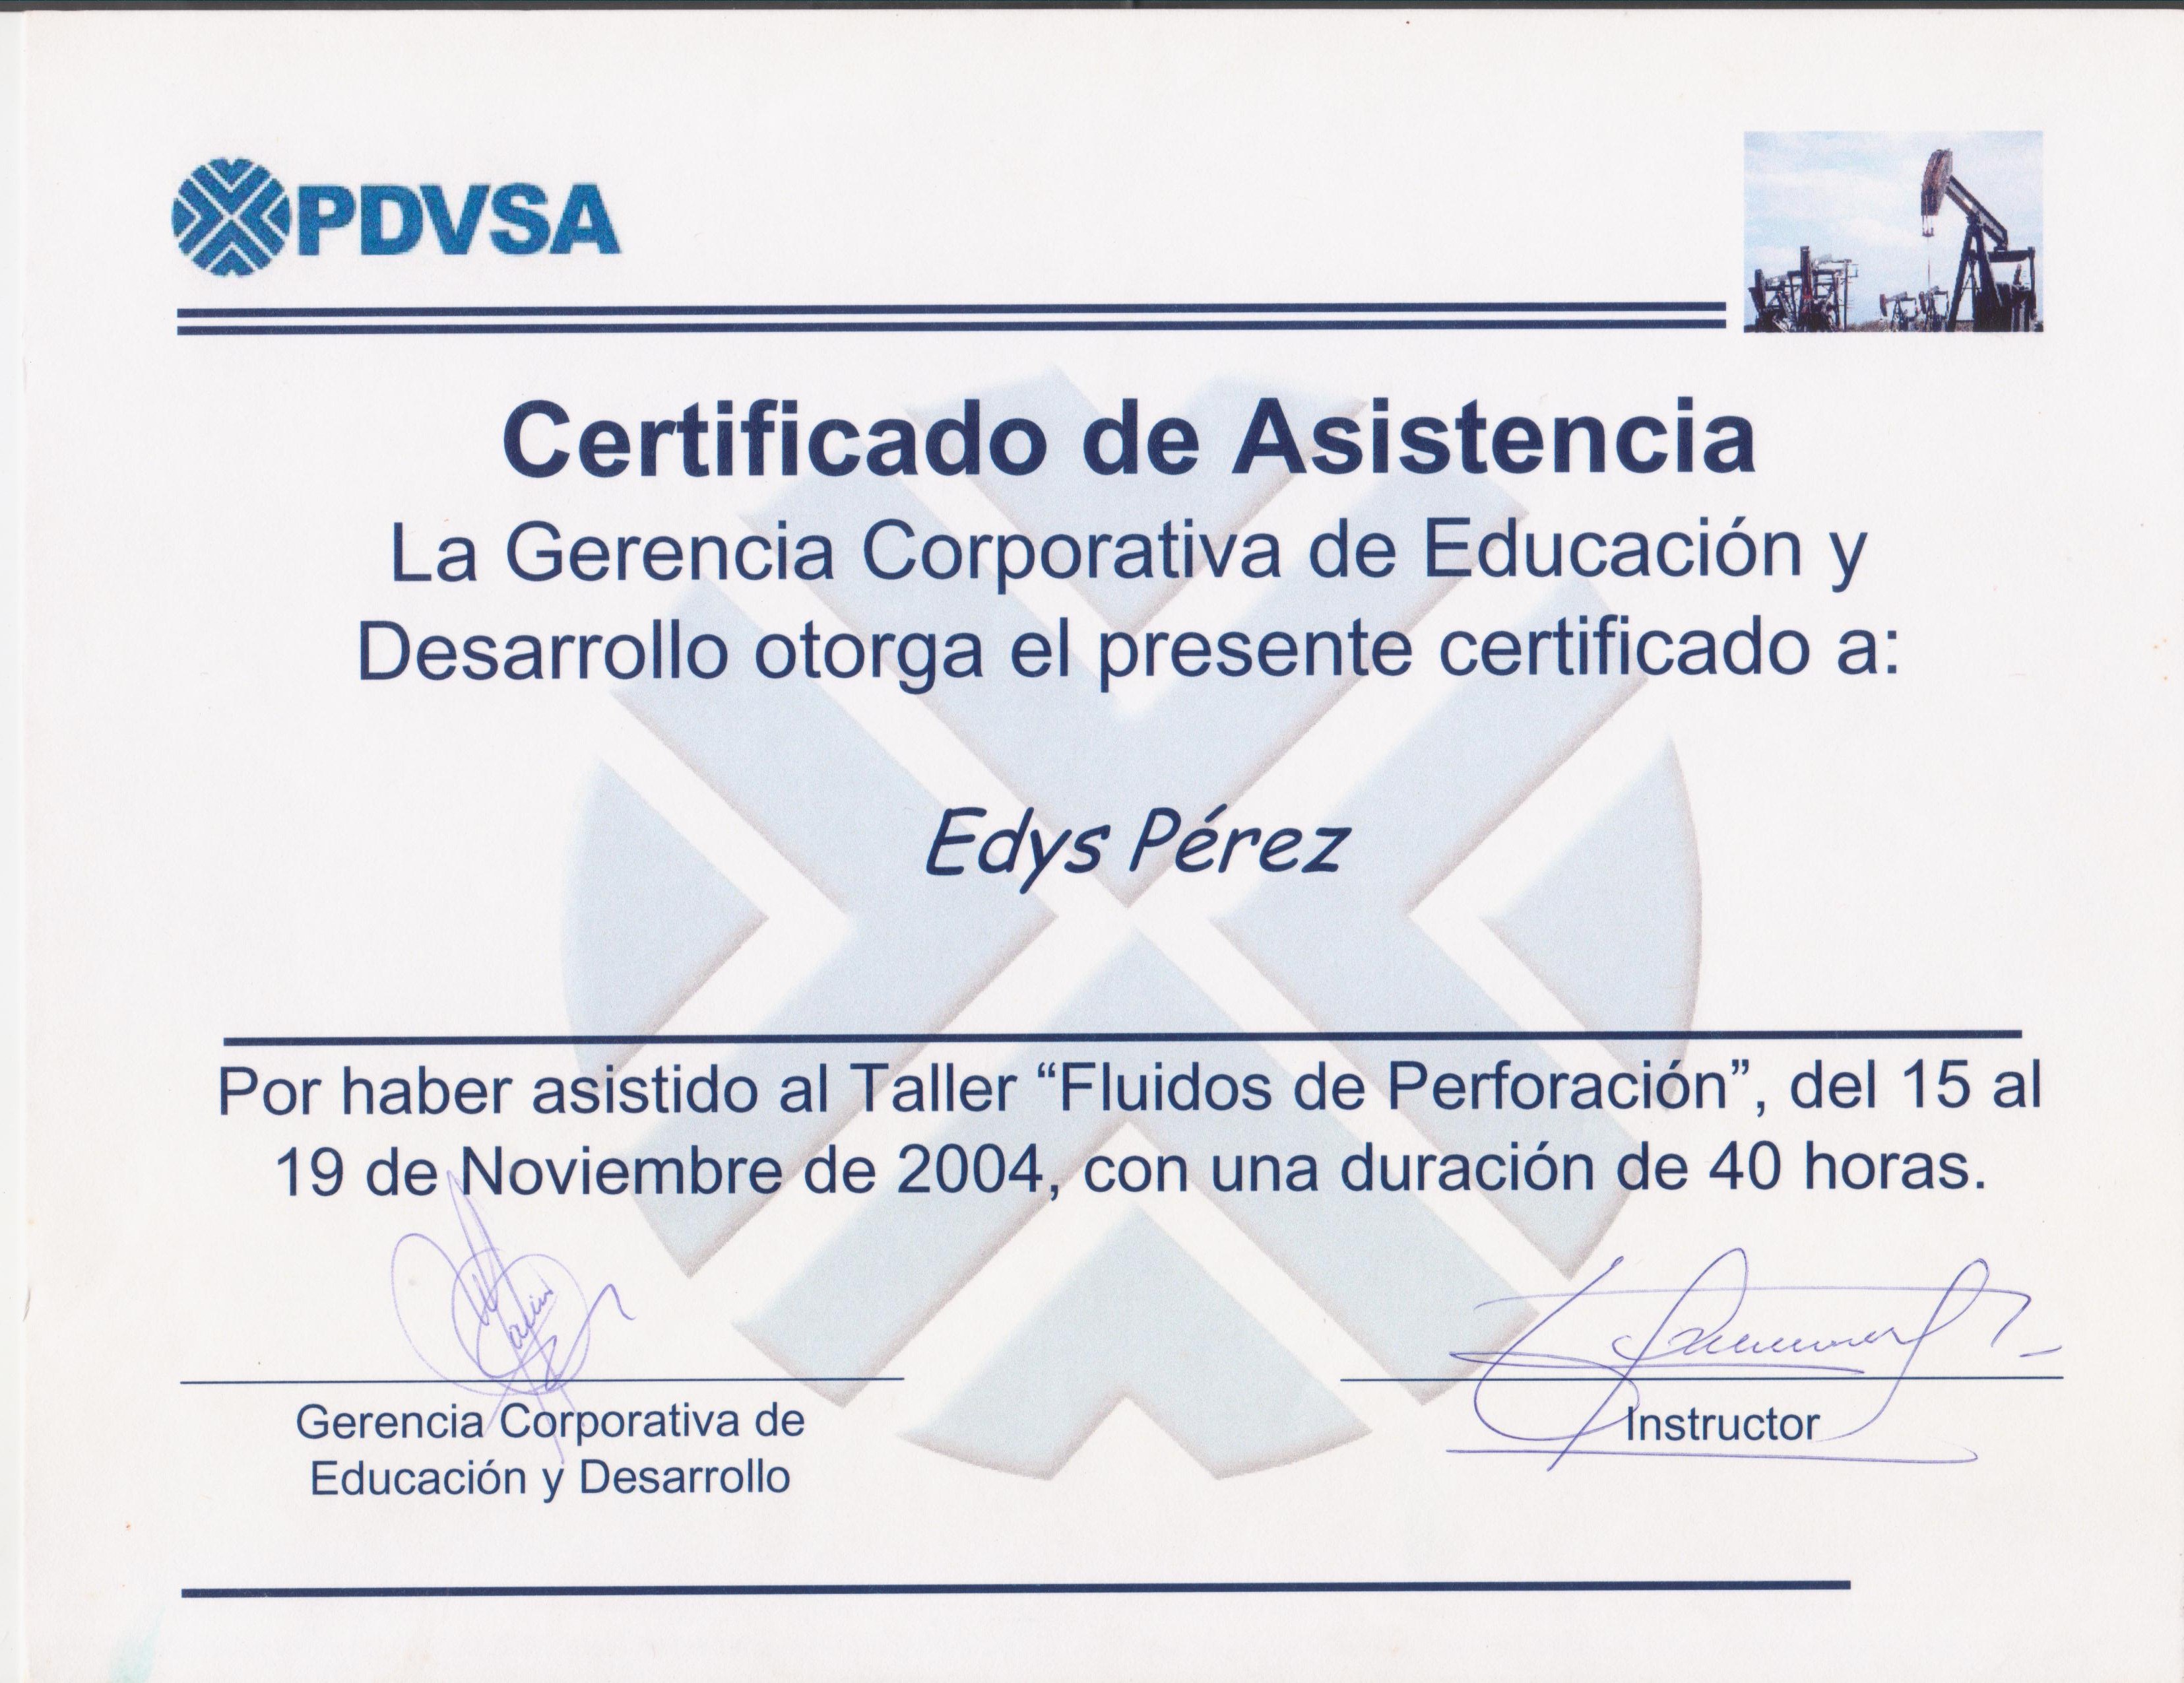 PDVSA
Certificado de Asistencia
La Gerencia Corporativa de Educación y
Desarrollo otorga el presente certificado a:
Edys Pérez
Por haber asistido al Taller “Fluidos de Perforación”, del 15 al
19 de Noviembre de 2004, con una duración de 40 horas.
Gerencia Corporativa de
Educación y Desarrollo
Instructor